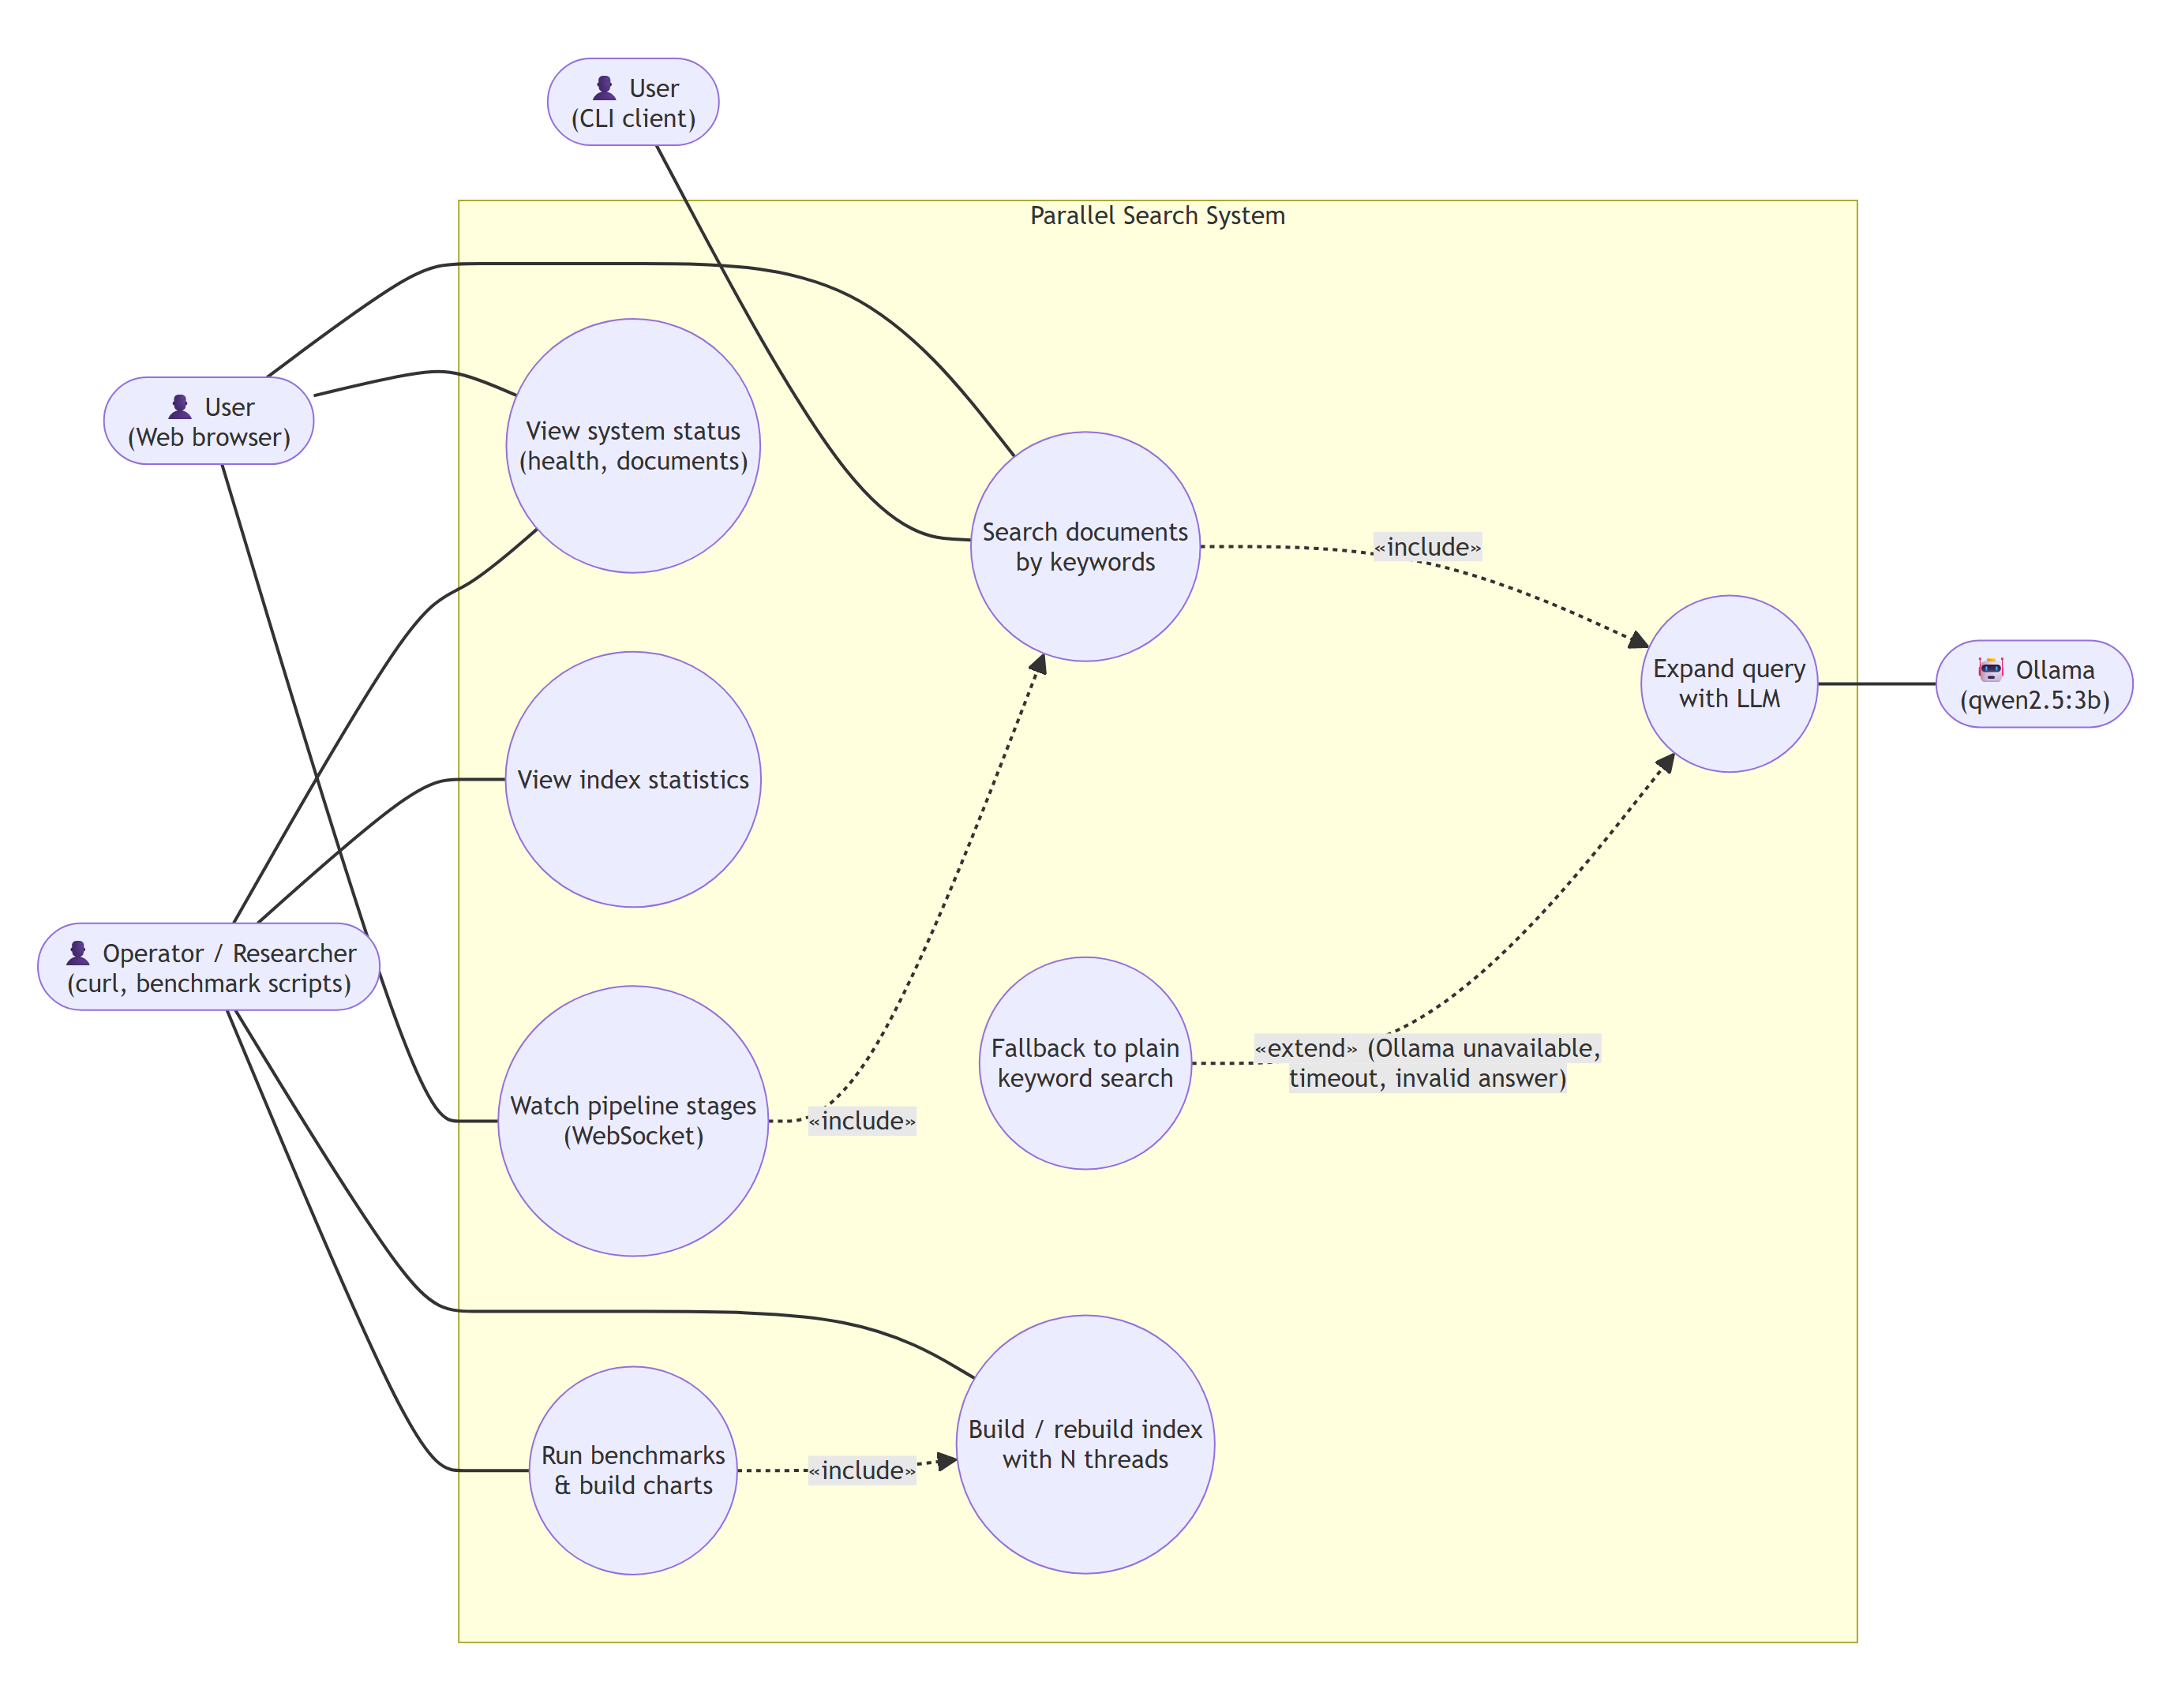 User
(CLI client)
Parallel Search System
User
(Web browser)
View system status
(health, documents)
Search documents
by keywords
«include»
Expand query
with LLM
Ollama
(qwen2.5:3b)
View index statistics
Operator / Researcher
(curl, benchmark scripts)
Watch pipeline stages
(WebSocket)
«include»
Fallback to plain
keyword search
«extend» (Ollama unavailable,
timeout, invalid answer)
Build / rebuild index
with N threads
Run benchmarks
& build charts
«include»